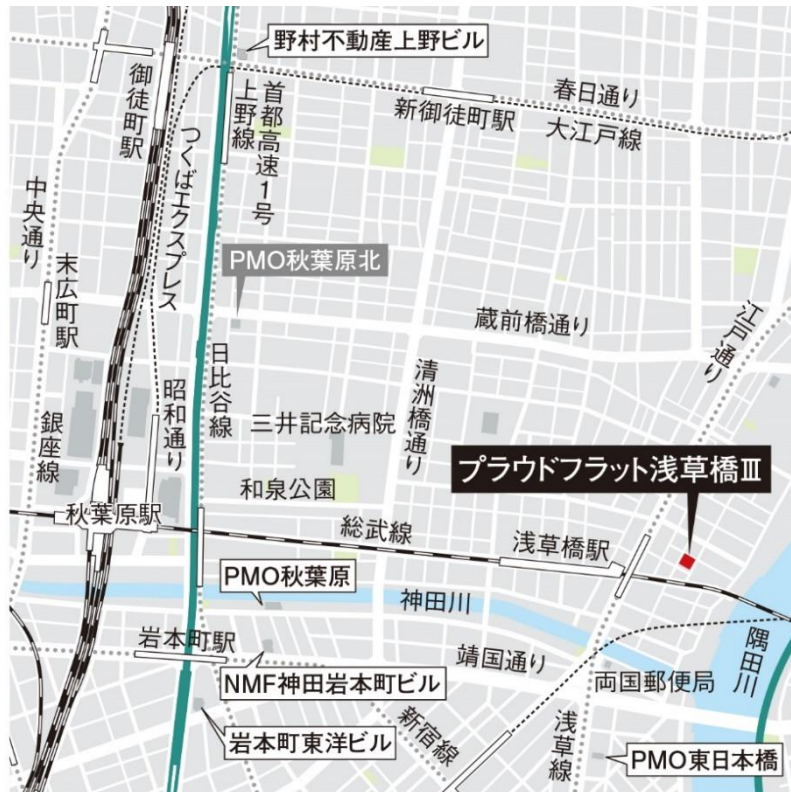 野村不動産上野ビル
御徒町駅
首都高速1号
上野線
新御徒町駅
春日通り
大江戸線
つくばエクスプレス
中央通り
末広町駅
PMO秋葉原北
蔵前橋通り
江戸通り
銀座線
昭和通り
日比谷線
三井記念病院
清洲橋通り
プラウドフラット浅草橋Ⅲ
和泉公園
秋葉原駅
総武線
浅草橋駅
PMO秋葉原
神田川
岩本町駅
靖国通り
隅田川
NMF神田岩本町ビル
両国郵便局
岩本町東洋ビル
新宿線
浅草線
PMO東日本橋